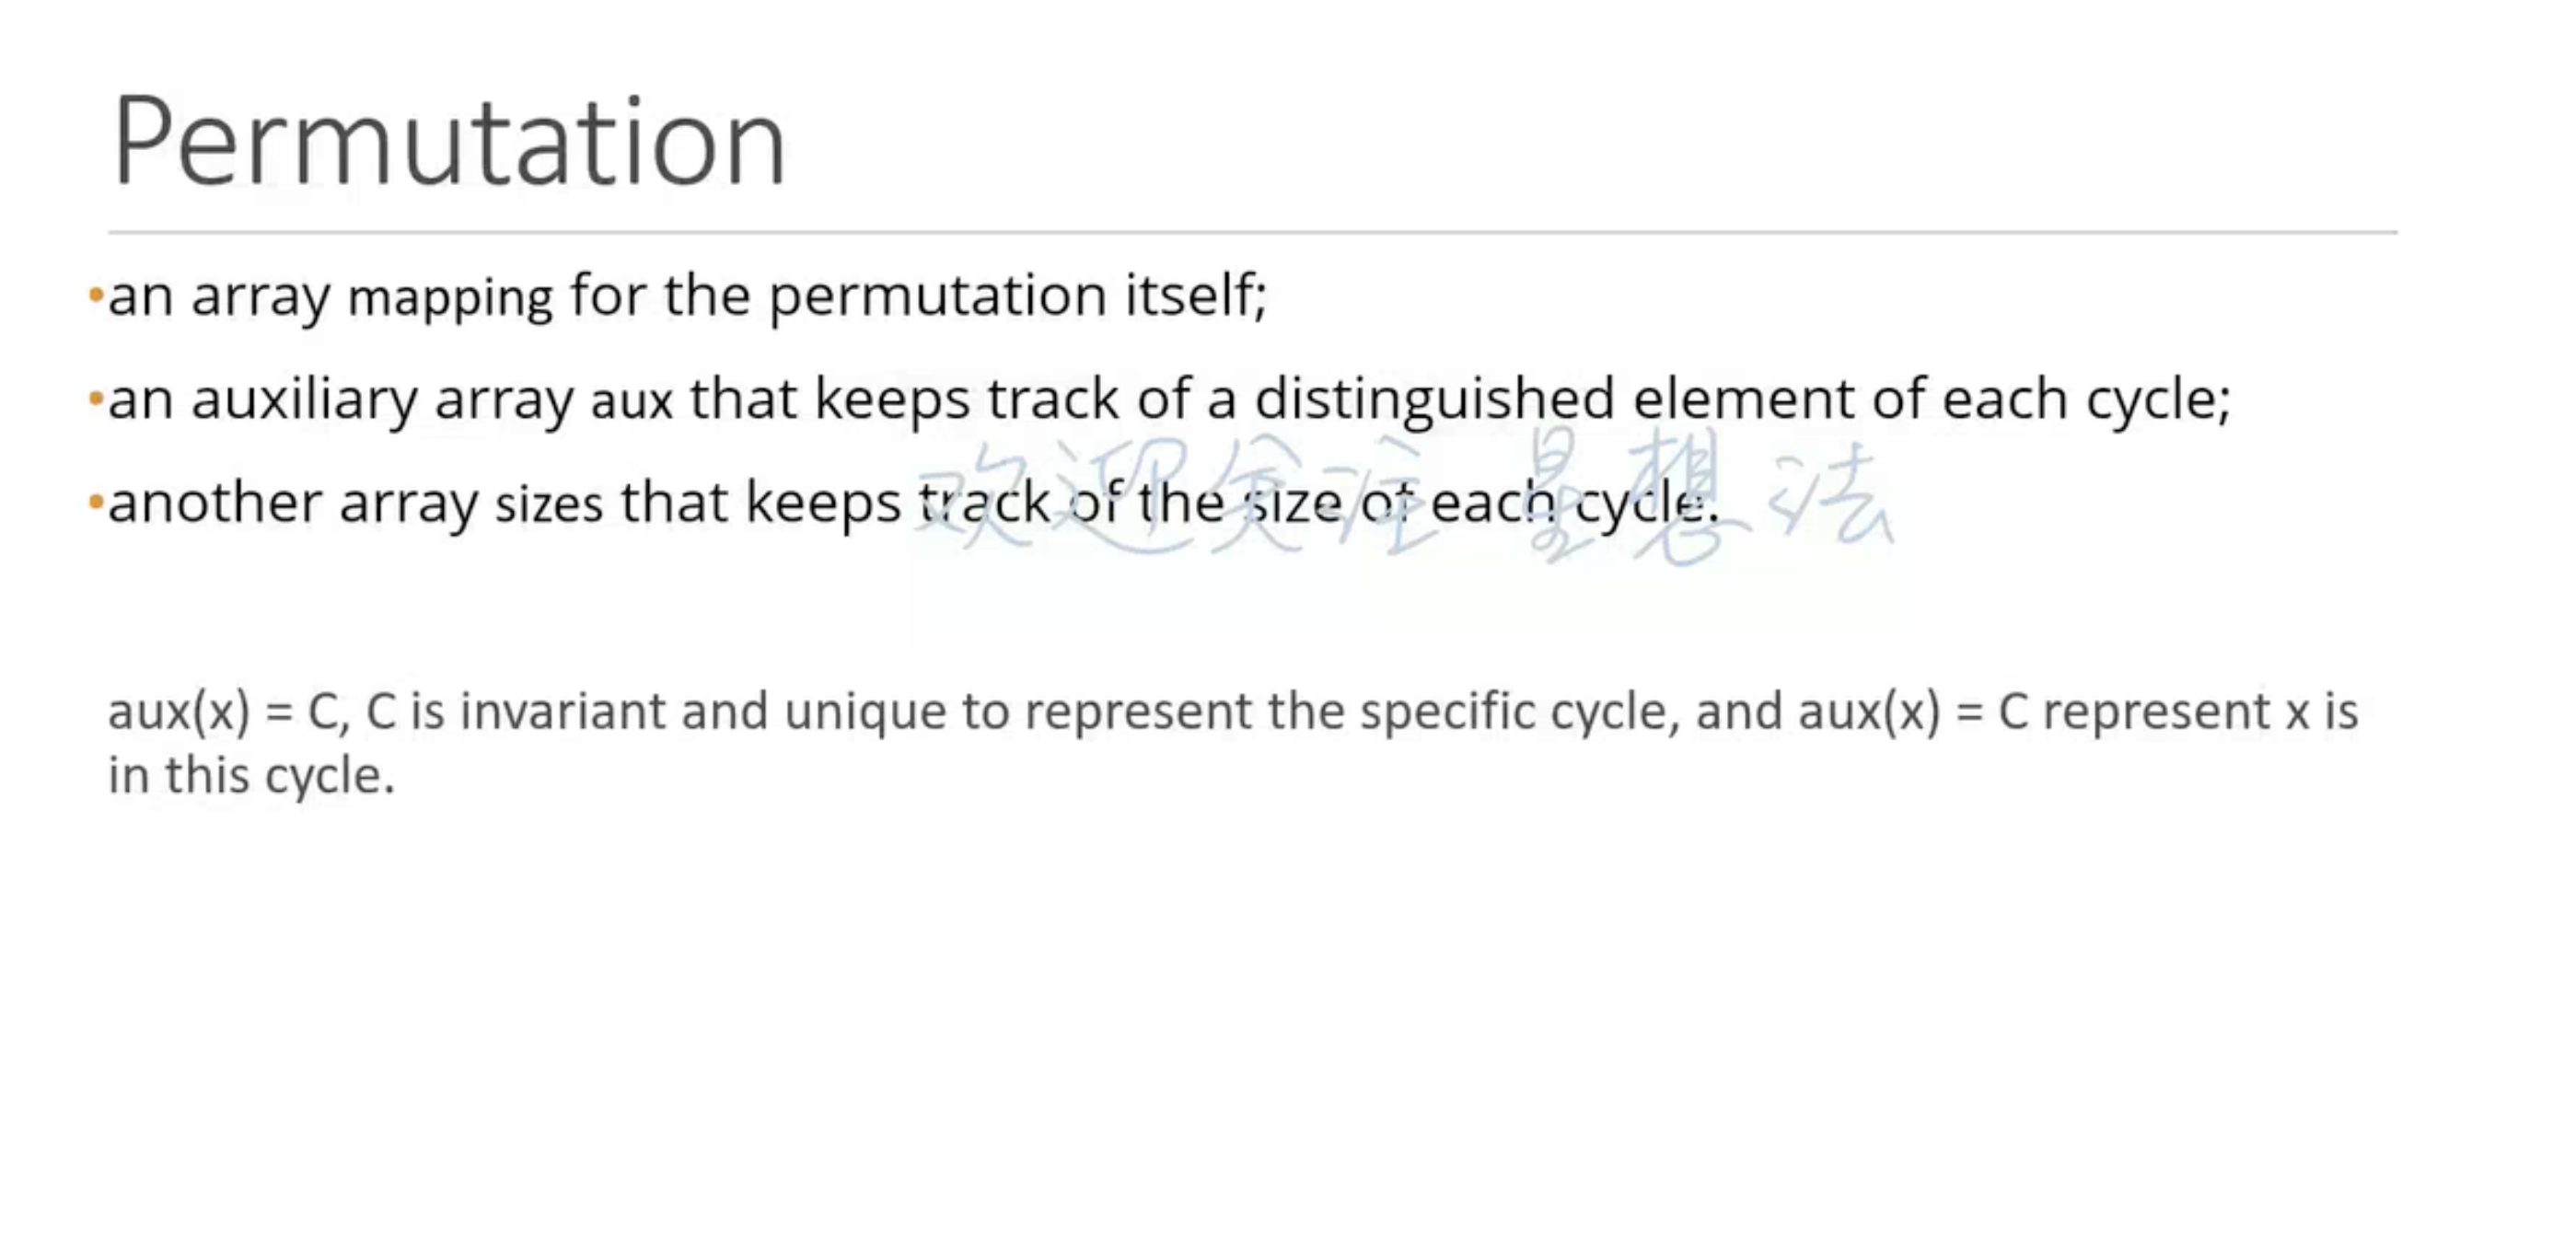 Permutation
•an array mapping for the permutation itself;
•an auxiliary array aux that keeps track of a distinguished element of each cycle;
•another array sizes that keeps track of the size of each cycle.
欢迎关注 星想法
aux(x) = C, C is invariant and unique to represent the specific cycle, and aux(x) = C represent x is
in this cycle.